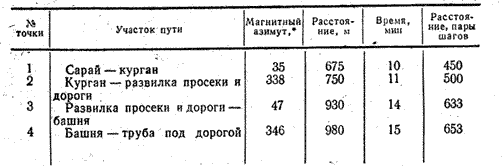 № точки | Участок пути | Магнитный азимут,° | Расстояние, м | Время, мин | Расстояние, пары шагов
1 | Сарай — курган | 35 | 675 | 10 | 450
2 | Курган — развилка просеки и дороги | 338 | 750 | 11 | 500
3 | Развилка просеки и дороги — башня | 47 | 930 | 14 | 633
4 | Башня — труба под дорогой | 346 | 980 | 15 | 653